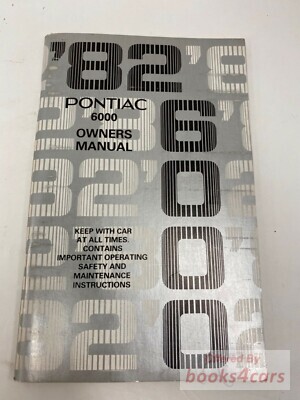 '82
PONTIAC
6000
OWNERS
MANUAL
6000
KEEP WITH CAR
AT ALL TIMES.
CONTAINS
IMPORTANT OPERATING
SAFETY AND
MAINTENANCE
INSTRUCTIONS
books4cars